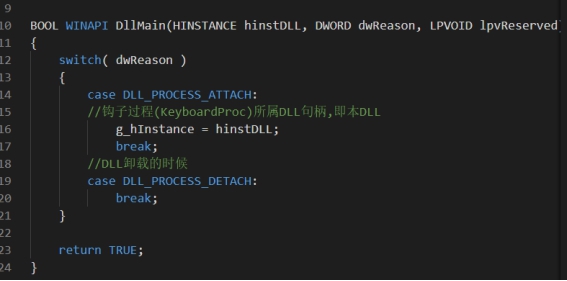 9
10 BOOL WINAPI DllMain(HINSTANCE hinstDLL, DWORD dwReason, LPVOID lpvReserved
11 {
12     switch( dwReason )
13     {
14         case DLL_PROCESS_ATTACH:
15         //钩子过程(KeyboardProc)所属DLL句柄,即本DLL
16             g_hInstance = hinstDLL;
17             break;
18         //DLL卸载的时候
19         case DLL_PROCESS_DETACH:
20             break;
21     }
22
23     return TRUE;
24 }